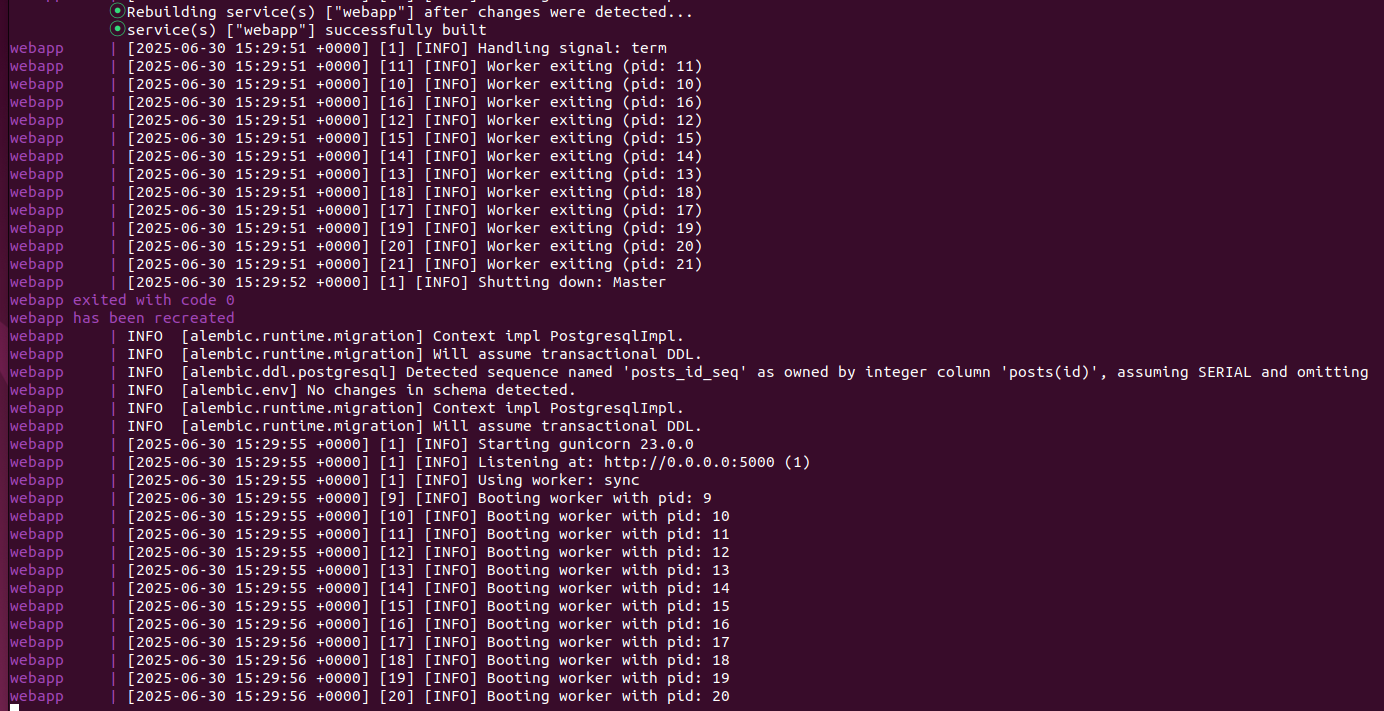 Rebuilding service(s) ["webapp"] after changes were detected...
service(s) ["webapp"] successfully built
webapp | [2025-06-30 15:29:51 +0000] [1] [INFO] Handling signal: term
webapp | [2025-06-30 15:29:51 +0000] [11] [INFO] Worker exiting (pid: 11)
webapp | [2025-06-30 15:29:51 +0000] [10] [INFO] Worker exiting (pid: 10)
webapp | [2025-06-30 15:29:51 +0000] [16] [INFO] Worker exiting (pid: 16)
webapp | [2025-06-30 15:29:51 +0000] [12] [INFO] Worker exiting (pid: 12)
webapp | [2025-06-30 15:29:51 +0000] [15] [INFO] Worker exiting (pid: 15)
webapp | [2025-06-30 15:29:51 +0000] [14] [INFO] Worker exiting (pid: 14)
webapp | [2025-06-30 15:29:51 +0000] [13] [INFO] Worker exiting (pid: 13)
webapp | [2025-06-30 15:29:51 +0000] [18] [INFO] Worker exiting (pid: 18)
webapp | [2025-06-30 15:29:51 +0000] [17] [INFO] Worker exiting (pid: 17)
webapp | [2025-06-30 15:29:51 +0000] [19] [INFO] Worker exiting (pid: 19)
webapp | [2025-06-30 15:29:51 +0000] [20] [INFO] Worker exiting (pid: 20)
webapp | [2025-06-30 15:29:51 +0000] [21] [INFO] Worker exiting (pid: 21)
webapp | [2025-06-30 15:29:52 +0000] [1] [INFO] Shutting down: Master
webapp exited with code 0
webapp has been recreated
webapp | INFO [alembic.runtime.migration] Context impl PostgresqlImpl.
webapp | INFO [alembic.runtime.migration] Will assume transactional DDL.
webapp | INFO [alembic.ddl.postgresql] Detected sequence named 'posts_id_seq' as owned by integer column 'posts(id)', assuming SERIAL and omitting
webapp | INFO [alembic.env] No changes in schema detected.
webapp | INFO [alembic.runtime.migration] Context impl PostgresqlImpl.
webapp | INFO [alembic.runtime.migration] Will assume transactional DDL.
webapp | [2025-06-30 15:29:55 +0000] [1] [INFO] Starting gunicorn 23.0.0
webapp | [2025-06-30 15:29:55 +0000] [1] [INFO] Listening at: http://0.0.0.0:5000 (1)
webapp | [2025-06-30 15:29:55 +0000] [1] [INFO] Using worker: sync
webapp | [2025-06-30 15:29:55 +0000] [9] [INFO] Booting worker with pid: 9
webapp | [2025-06-30 15:29:55 +0000] [10] [INFO] Booting worker with pid: 10
webapp | [2025-06-30 15:29:55 +0000] [11] [INFO] Booting worker with pid: 11
webapp | [2025-06-30 15:29:55 +0000] [12] [INFO] Booting worker with pid: 12
webapp | [2025-06-30 15:29:55 +0000] [13] [INFO] Booting worker with pid: 13
webapp | [2025-06-30 15:29:55 +0000] [14] [INFO] Booting worker with pid: 14
webapp | [2025-06-30 15:29:55 +0000] [15] [INFO] Booting worker with pid: 15
webapp | [2025-06-30 15:29:56 +0000] [16] [INFO] Booting worker with pid: 16
webapp | [2025-06-30 15:29:56 +0000] [17] [INFO] Booting worker with pid: 17
webapp | [2025-06-30 15:29:56 +0000] [18] [INFO] Booting worker with pid: 18
webapp | [2025-06-30 15:29:56 +0000] [19] [INFO] Booting worker with pid: 19
webapp | [2025-06-30 15:29:56 +0000] [20] [INFO] Booting worker with pid: 20